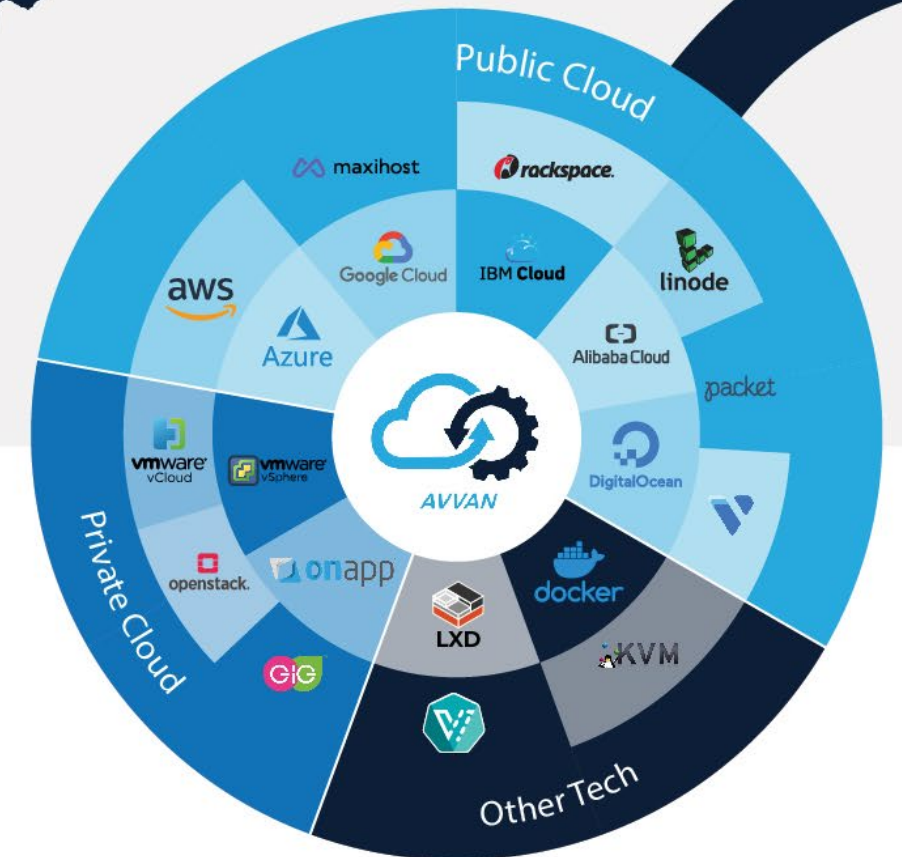 Public Cloud
maxihost
rackspace.
Google Cloud
IBM Cloud
linode
aws
Azure
Alibaba Cloud
packet
DigitalOcean
AVVAN
vmware
vCloud
vmware
vSphere
Private Cloud
openstack.
onapp
GiG
docker
LXD
KVM
Other Tech